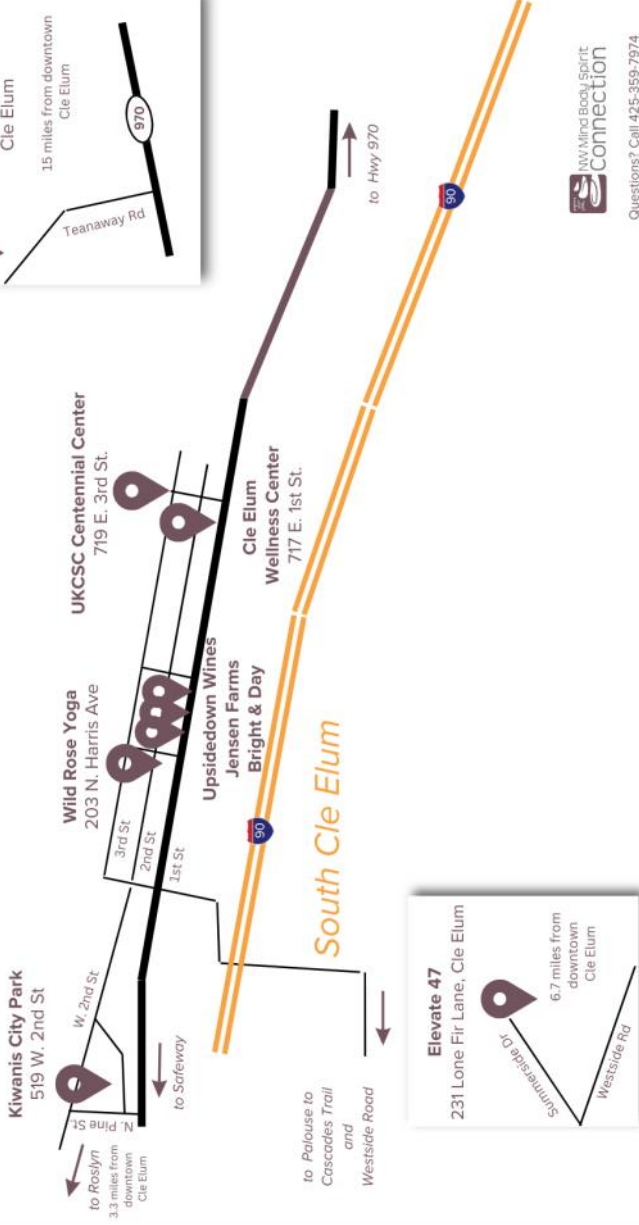 Cle Elum
15 miles from downtown
Cle Elum
970
Teanaway Rd
Kiwanis City Park
519 W. 2nd St
W. 2nd St
N. Pine St.
to Roslyn
3.3 miles from
downtown
Cle Elum
to Safeway
Wild Rose Yoga
203 N. Harris Ave
3rd St
2nd St
1st St
UKCSC Centennial Center
719 E. 3rd St.
Upsidedown Wines
Jensen Farms
Bright & Day
Cle Elum
Wellness Center
717 E. 1st St.
to Hwy 970
90
90
South Cle Elum
to Palouse to
Cascades Trail
and
Westside Road
Elevate 47
231 Lone Fir Lane, Cle Elum
Summerside Dr
6.7 miles from
downtown
Cle Elum
Westside Rd
NW Mind Body Spirit
Connection
Questions? Call 425-359-7974